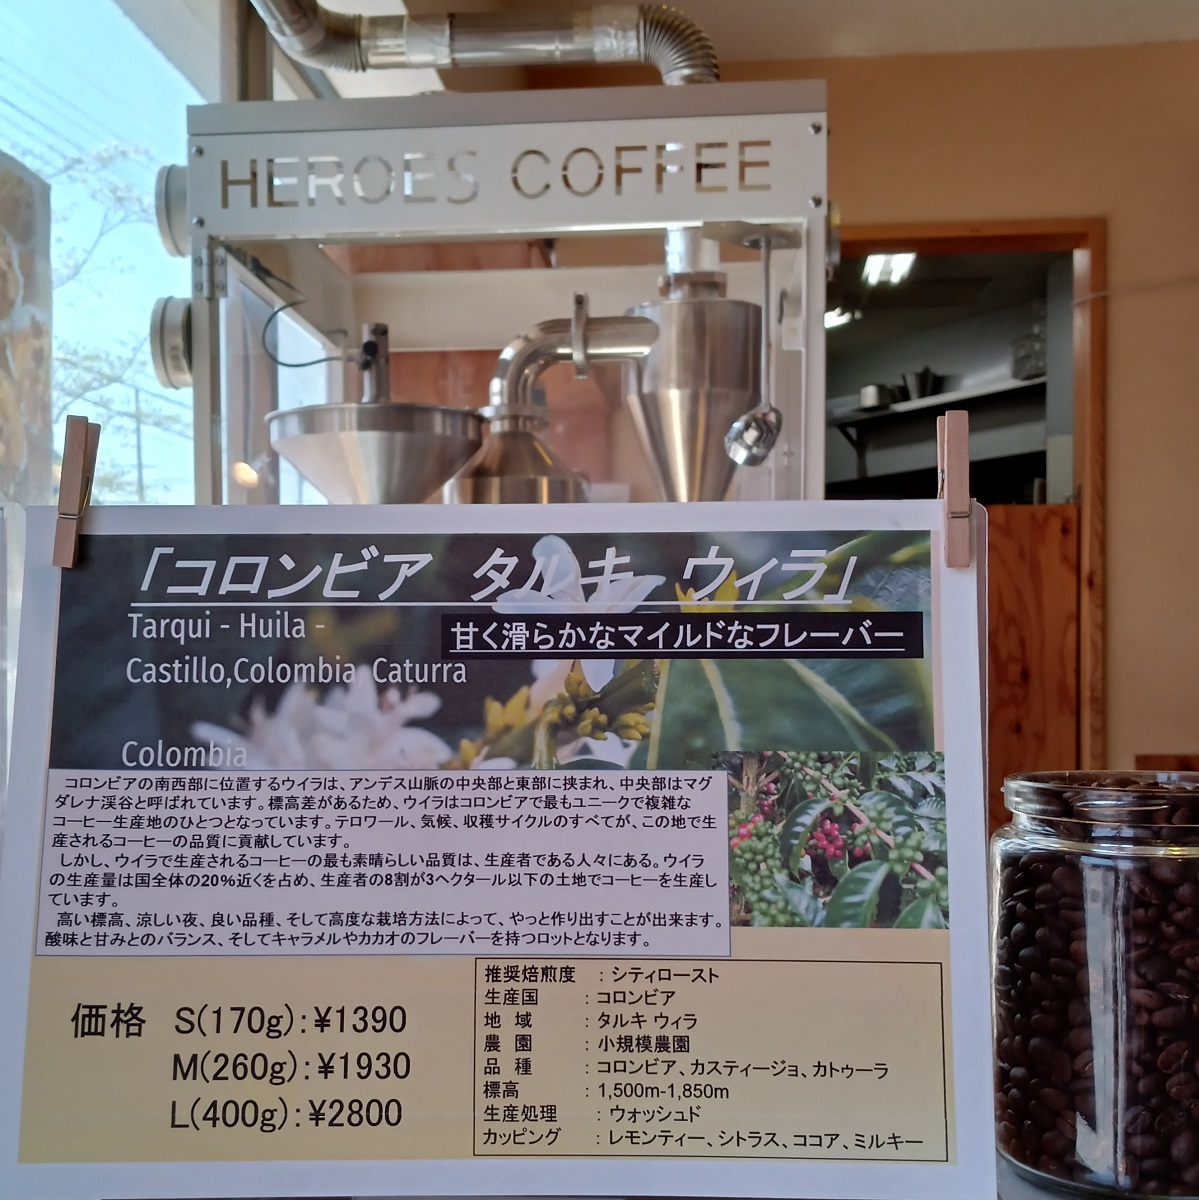 HEROES COFFEE
「コロンビア タルキ ウィラ」
Tarqui - Huila -
甘く滑らかなマイルドなフレーバー
Castillo,Colombia, Caturra
Colombia
コロンビアの南西部に位置するウイラは、アンデス山脈の中央部と東部に挟まれ、中央部はマグ
ダレナ渓谷と呼ばれています。標高差があるため、ウイラはコロンビアで最もユニークで複雑な
コーヒー生産地のひとつとなっています。テロワール、気候、収穫サイクルのすべてが、この地で生
産されるコーヒーの品質に貢献しています。
しかし、ウイラで生産されるコーヒーの最も素晴らしい品質は、生産者である人々にある。ウイラ
の生産量は国全体の20%近くを占め、生産者の8割が3ヘクタール以下の土地でコーヒーを生産し
ています。
高い標高、涼しい夜、良い品種、そして高度な栽培方法によって、やっと作り出すことが出来ます。
酸味と甘みとのバランス、そしてキャラメルやカカオのフレーバーを持つロットとなります。
価格 S(170g):¥1390
M(260g):¥1930
L(400g):¥2800
推奨焙煎度 : シティロースト
生産国 : コロンビア
地 域 : タルキ ウィラ
農 園 : 小規模農園
品 種 : コロンビア、カスティージョ、カトゥーラ
標高 : 1,500m-1,850m
生産処理 : ウォッシュド
カッピング : レモンティー、シトラス、ココア、ミルキー